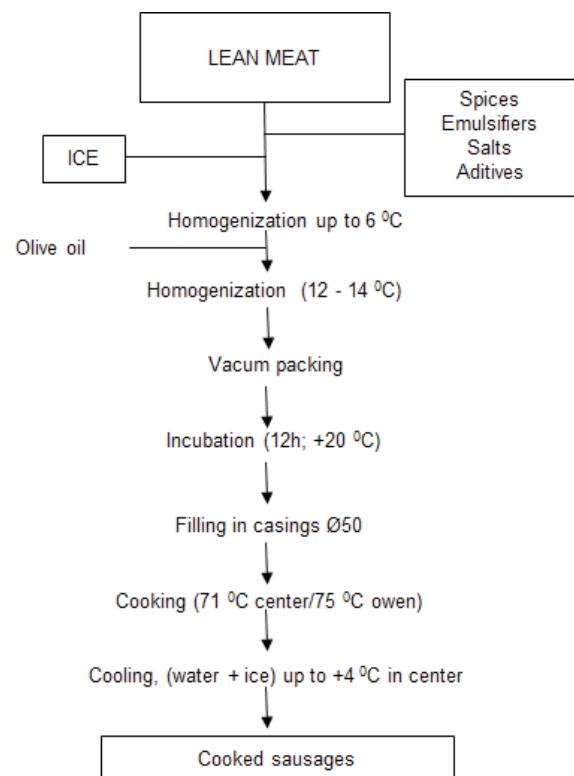 LEAN MEAT
Spices
Emulsifiers
Salts
Aditives
ICE
Homogenization up to 6 ⁰C
Olive oil
Homogenization (12 - 14 ⁰C)
Vacum packing
Incubation (12h; +20 ⁰C)
Filling in casings Ø50
Cooking (71 ⁰C center/75 ⁰C owen)
Cooling, (water + ice) up to +4 ⁰C in center
Cooked sausages